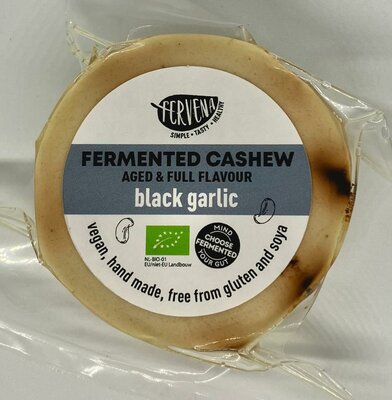 FERVENA
SIMPLE • TASTY • HEALTHY
FERMENTED CASHEW
AGED & FULL FLAVOUR
black garlic
NL-BIO-01
EU/niet-EU Landbouw
MIND
CHOOSE
FERMENTED
YOUR GUT
vegan, hand made, free from gluten and soya